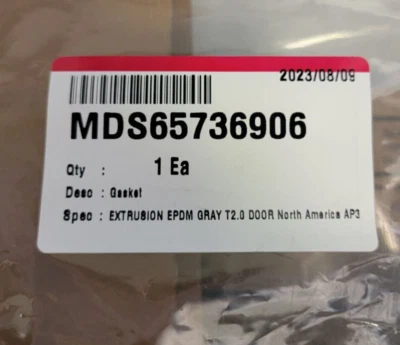 2023/08/09
MDS65736906
Qty : 1 Ea
Desc : Gasket
Spec : EXTRUSION EPDM GRAY T2.0 DOOR North America AP3